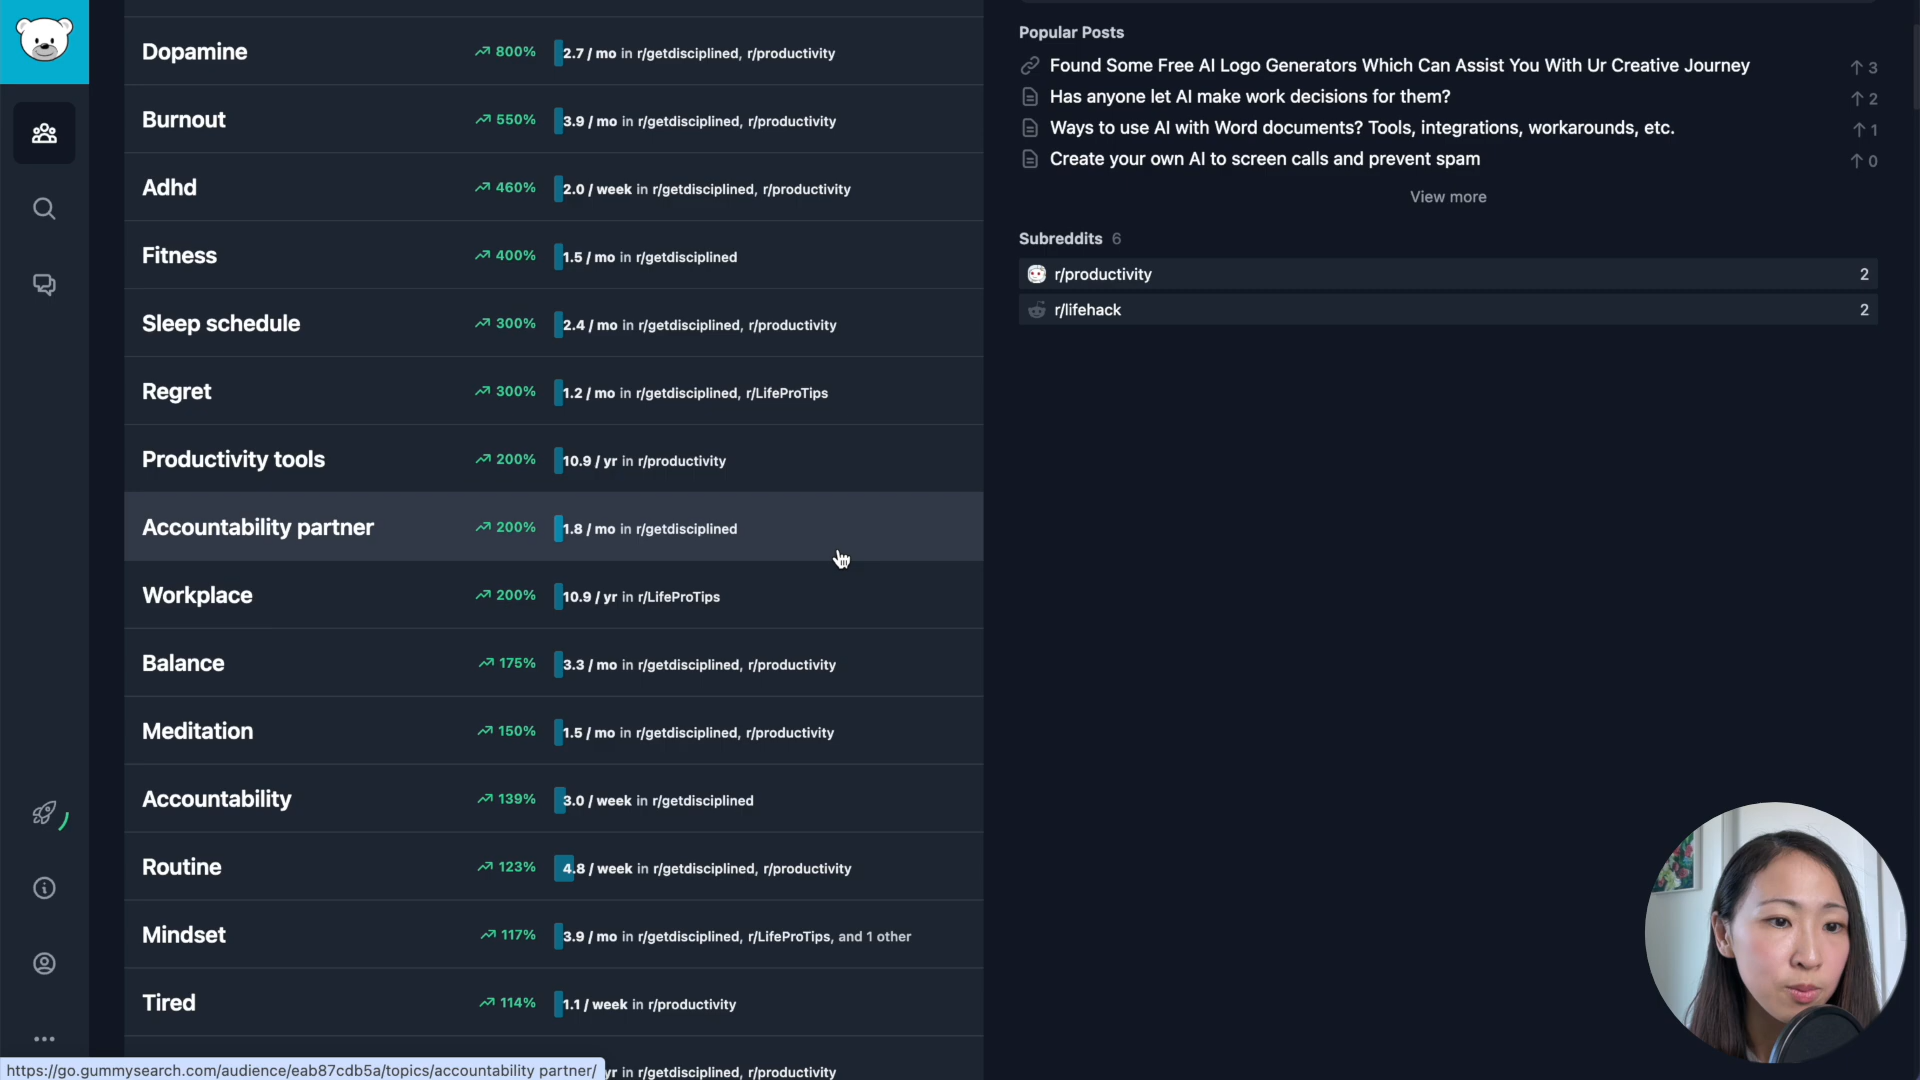 Dopamine 800% 2.7 / mo in r/getdisciplined, r/productivity
Burnout 550% 3.9 / mo in r/getdisciplined, r/productivity
Adhd 460% 2.0 / week in r/getdisciplined, r/productivity
Fitness 400% 1.5 / mo in r/getdisciplined
Sleep schedule 300% 2.4 / mo in r/getdisciplined, r/productivity
Regret 300% 1.2 / mo in r/getdisciplined, r/LifeProTips
Productivity tools 200% 10.9 / yr in r/productivity
Accountability partner 200% 1.8 / mo in r/getdisciplined
Workplace 200% 10.9 / yr in r/LifeProTips
Balance 175% 3.3 / mo in r/getdisciplined, r/productivity
Meditation 150% 1.5 / mo in r/getdisciplined, r/productivity
Accountability 139% 3.0 / week in r/getdisciplined
Routine 123% 4.8 / week in r/getdisciplined, r/productivity
Mindset 117% 3.9 / mo in r/getdisciplined, r/LifeProTips, and 1 other
Tired 114% 1.1 / week in r/productivity
yr in r/getdisciplined, r/productivity
https://go.gummysearch.com/audience/eab87cdb5a/topics/accountability partner/
Popular Posts
Found Some Free AI Logo Generators Which Can Assist You With Ur Creative Journey 3
Has anyone let AI make work decisions for them? 2
Ways to use AI with Word documents? Tools, integrations, workarounds, etc. 1
Create your own AI to screen calls and prevent spam 0
View more
Subreddits 6
r/productivity 2
r/lifehack 2